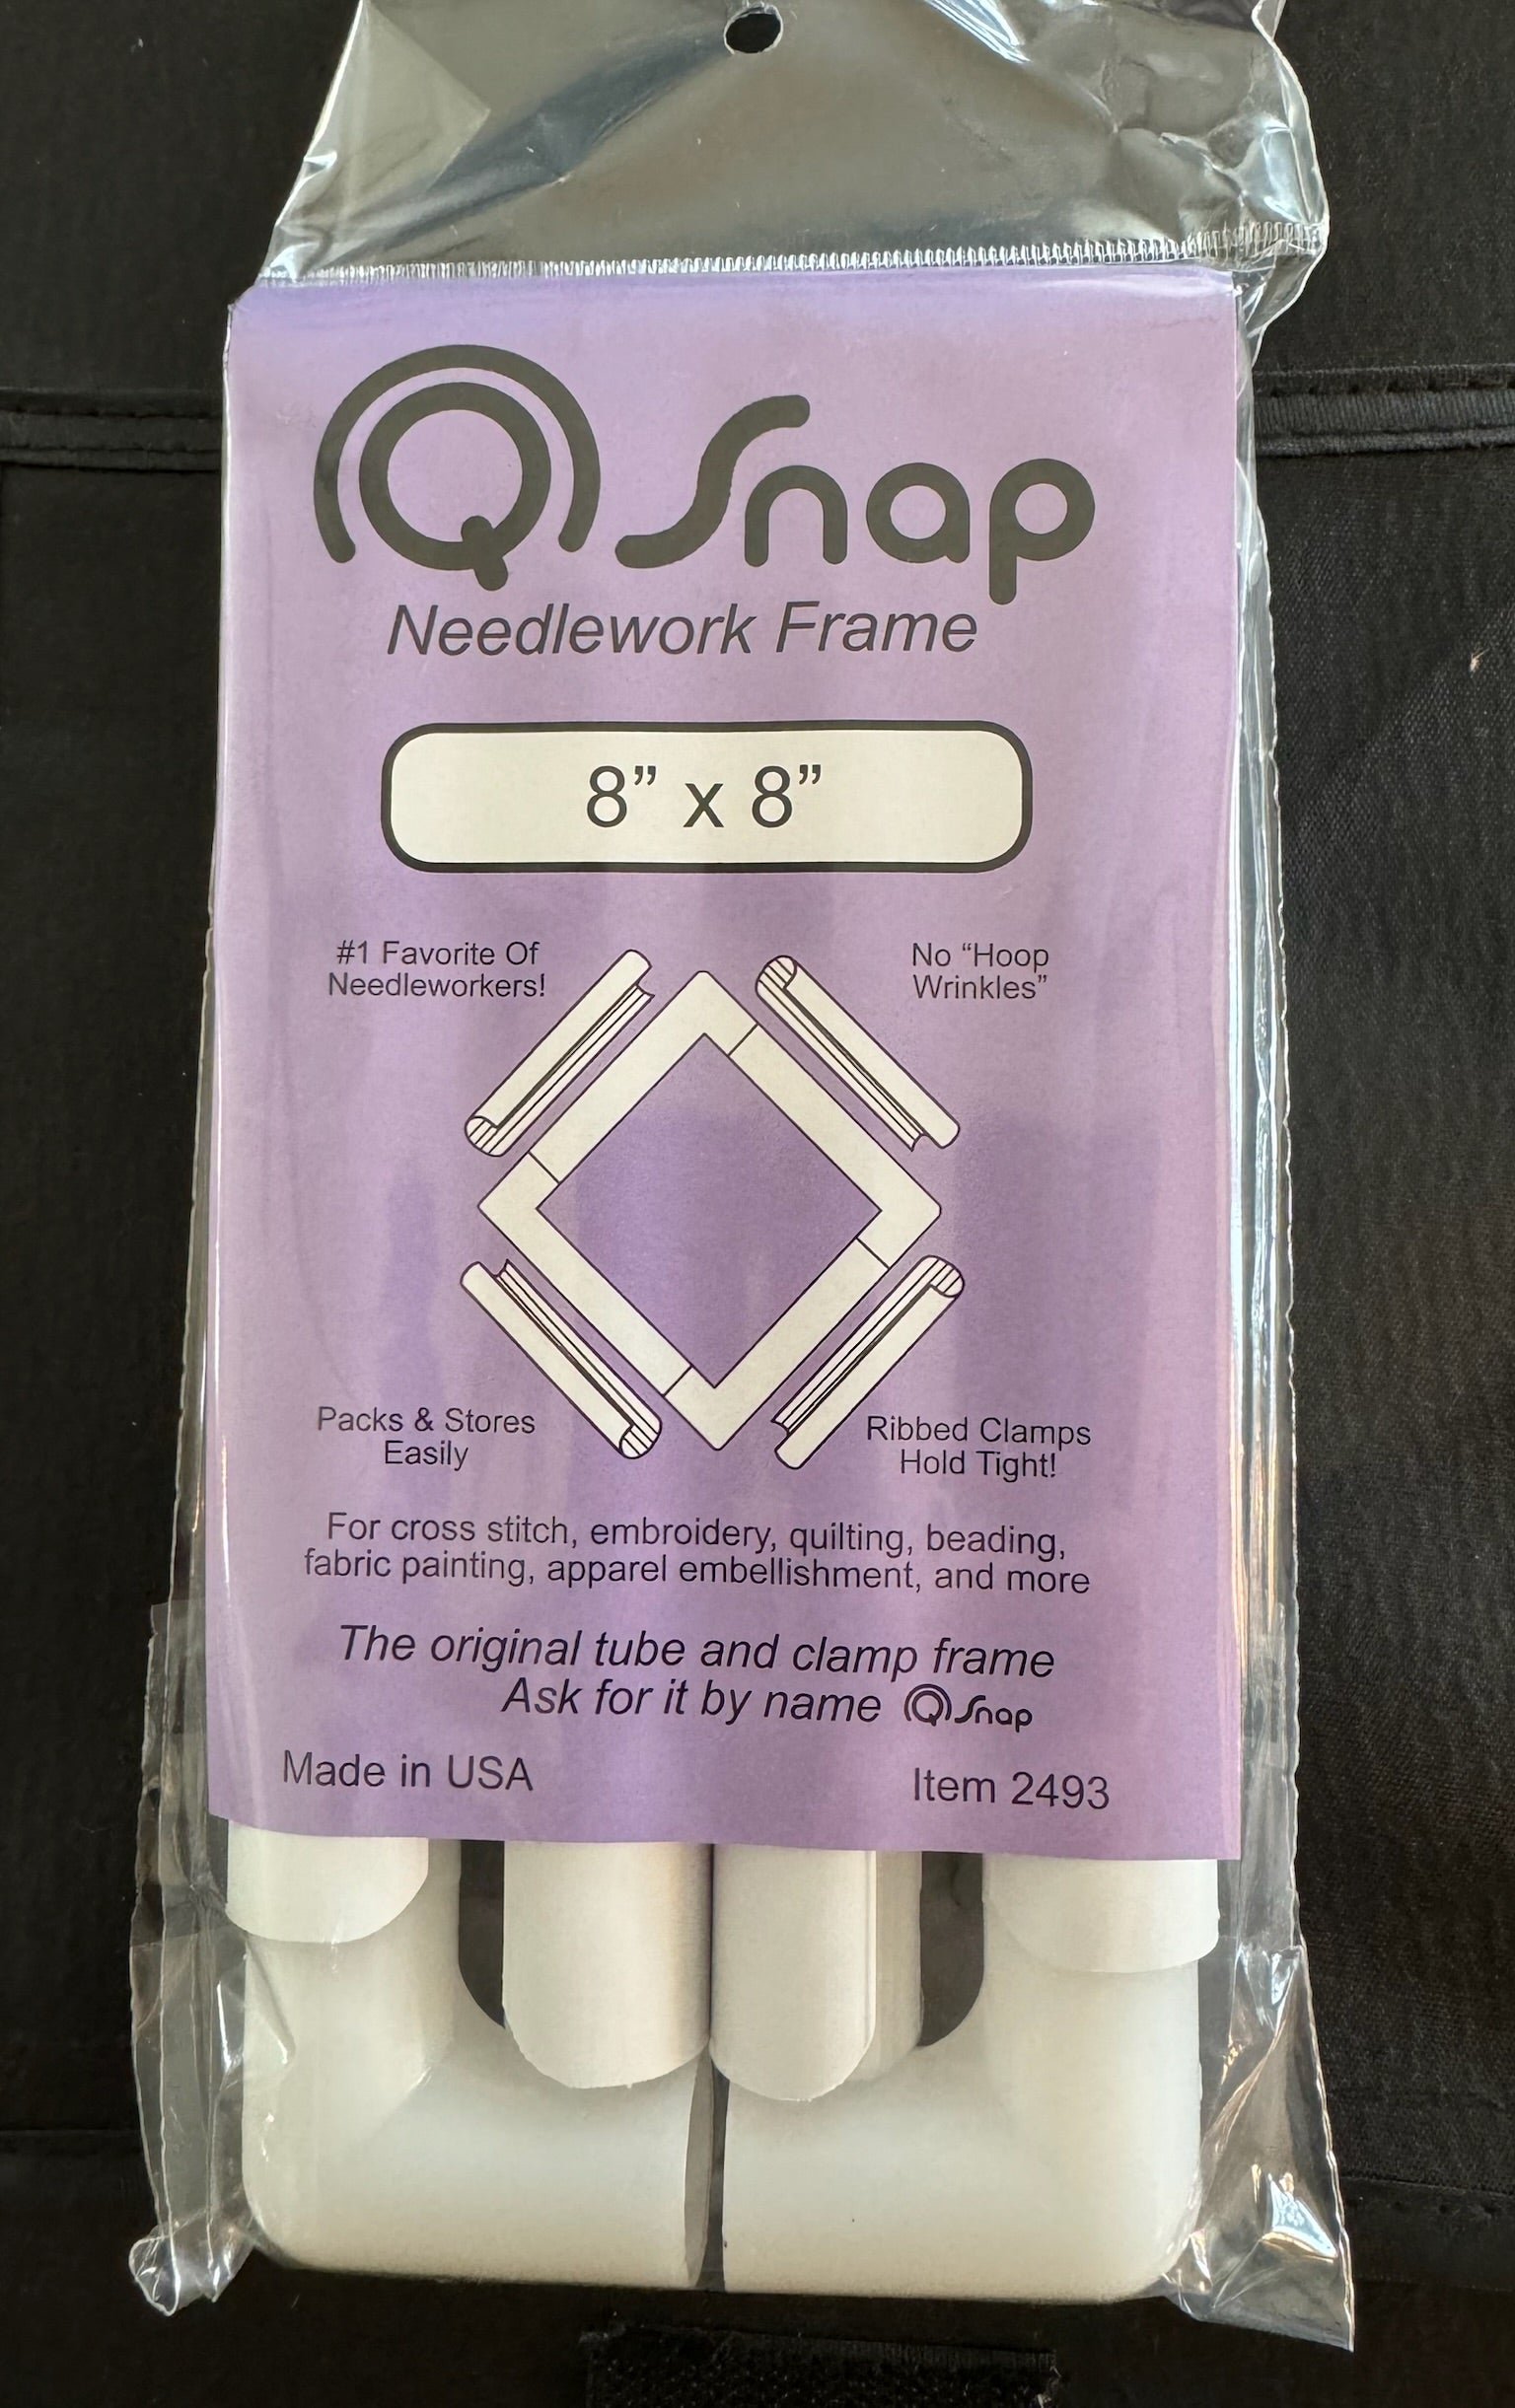 Q Snap
Needlework Frame
8” x 8”
#1 Favorite Of
Needleworkers!
No “Hoop
Wrinkles”
Packs & Stores
Easily
Ribbed Clamps
Hold Tight!
For cross stitch, embroidery, quilting, beading,
fabric painting, apparel embellishment, and more
The original tube and clamp frame
Ask for it by name Q Snap
Made in USA
Item 2493